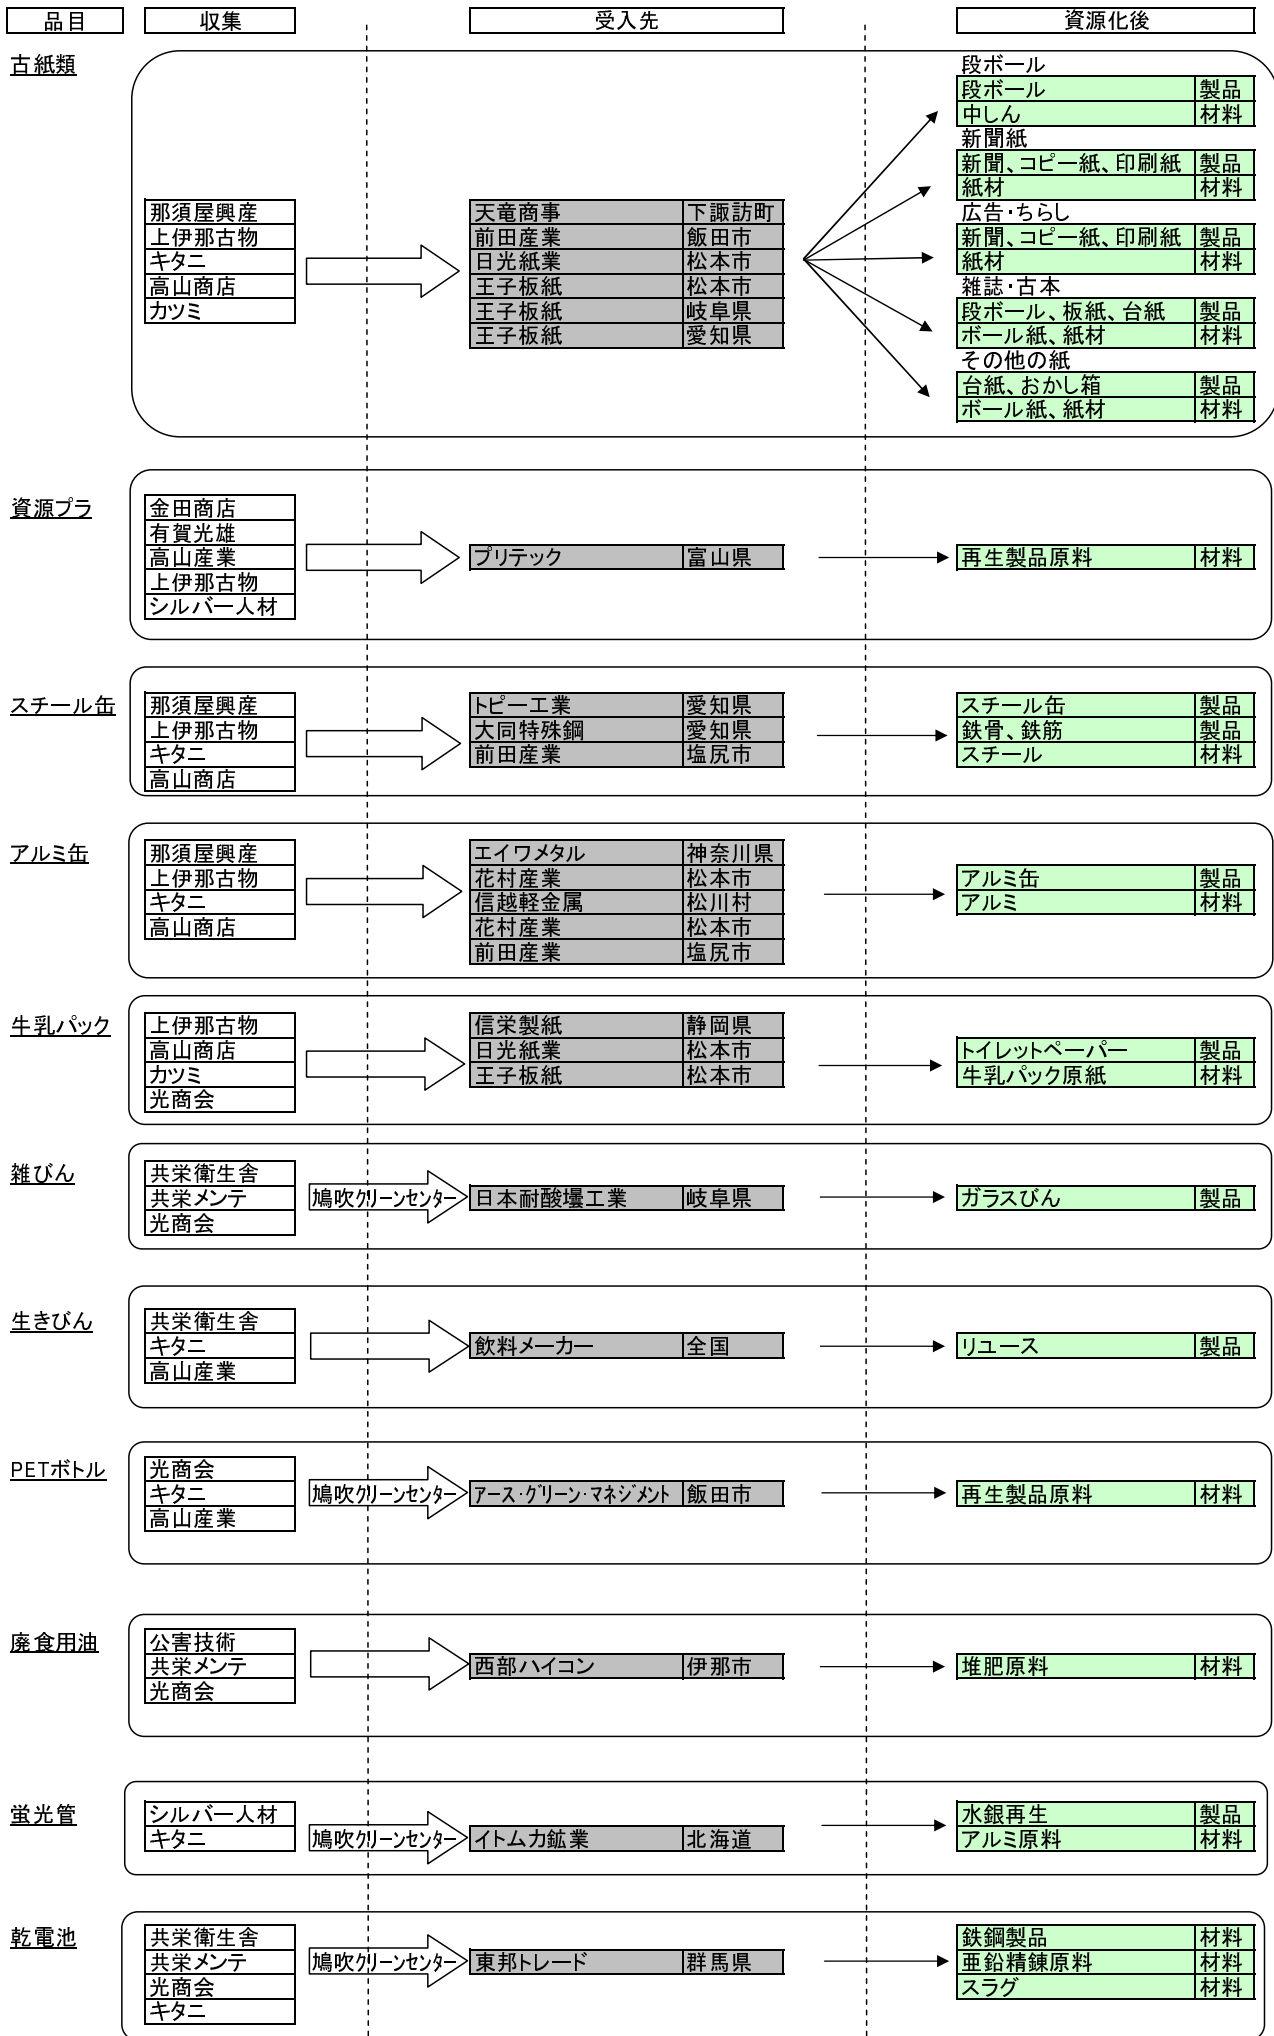 品目 収集 受入先 資源化後
古紙類
那須屋興産
上伊那古物
キタニ
高山商店
カツミ
天竜商事 下諏訪町
前田産業 飯田市
日光紙業 松本市
王子板紙 松本市
王子板紙 岐阜県
王子板紙 愛知県
段ボール
段ボール 製品
中しん 材料
新聞紙
新聞、コピー紙、印刷紙 製品
紙材 材料
広告・ちらし
新聞、コピー紙、印刷紙 製品
紙材 材料
雑誌・古本
段ボール、板紙、台紙 製品
ボール紙、紙材 材料
その他の紙
台紙、おかし箱 製品
ボール紙、紙材 材料
資源プラ
金田商店
有賀光雄
高山産業
上伊那古物
シルバー人材
プリテック 富山県
再生製品原料 材料
スチール缶
那須屋興産
上伊那古物
キタニ
高山商店
トピー工業 愛知県
大同特殊鋼 愛知県
前田産業 塩尻市
スチール缶 製品
鉄骨、鉄筋 製品
スチール 材料
アルミ缶
那須屋興産
上伊那古物
キタニ
高山商店
エイワメタル 神奈川県
花村産業 松本市
信越軽金属 松川村
花村産業 松本市
前田産業 塩尻市
アルミ缶 製品
アルミ 材料
牛乳パック
上伊那古物
高山商店
カツミ
光商会
信栄製紙 静岡県
日光紙業 松本市
王子板紙 松本市
トイレットペーパー 製品
牛乳パック原紙 材料
雑びん
共栄衛生舎
共栄メンテ
光商会
鳩吹クリーンセンター
日本耐酸壜工業 岐阜県
ガラスびん 製品
生きびん
共栄衛生舎
キタニ
高山産業
飲料メーカー 全国
リユース 製品
PETボトル
光商会
キタニ
高山産業
鳩吹クリーンセンター
アース・グリーン・マネジメント 飯田市
再生製品原料 材料
廃食用油
公害技術
共栄メンテ
光商会
西部ハイコン 伊那市
堆肥原料 材料
蛍光管
シルバー人材
キタニ
鳩吹クリーンセンター
イトムカ鉱業 北海道
水銀再生 製品
アルミ原料 材料
乾電池
共栄衛生舎
共栄メンテ
光商会
キタニ
鳩吹クリーンセンター
東邦トレード 群馬県
鉄鋼製品 材料
亜鉛精錬原料 材料
スラグ 材料